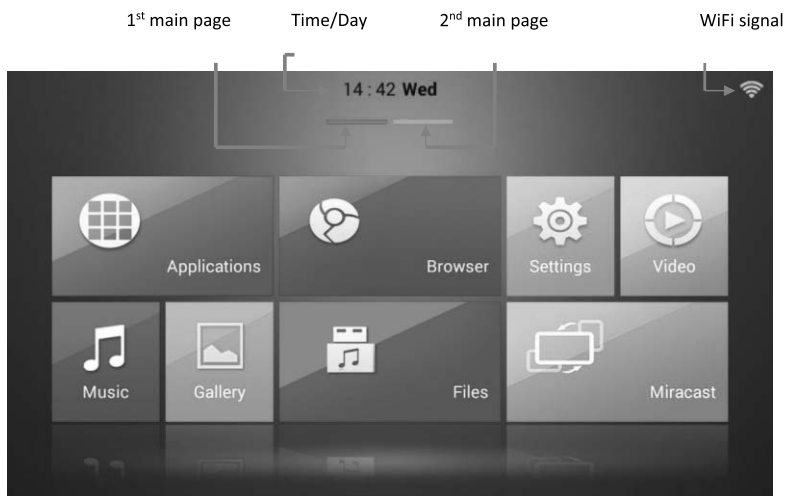 1st main page Time/Day 2nd main page WiFi signal
14 : 42 Wed
Applications Browser Settings Video
Music Gallery Files Miracast